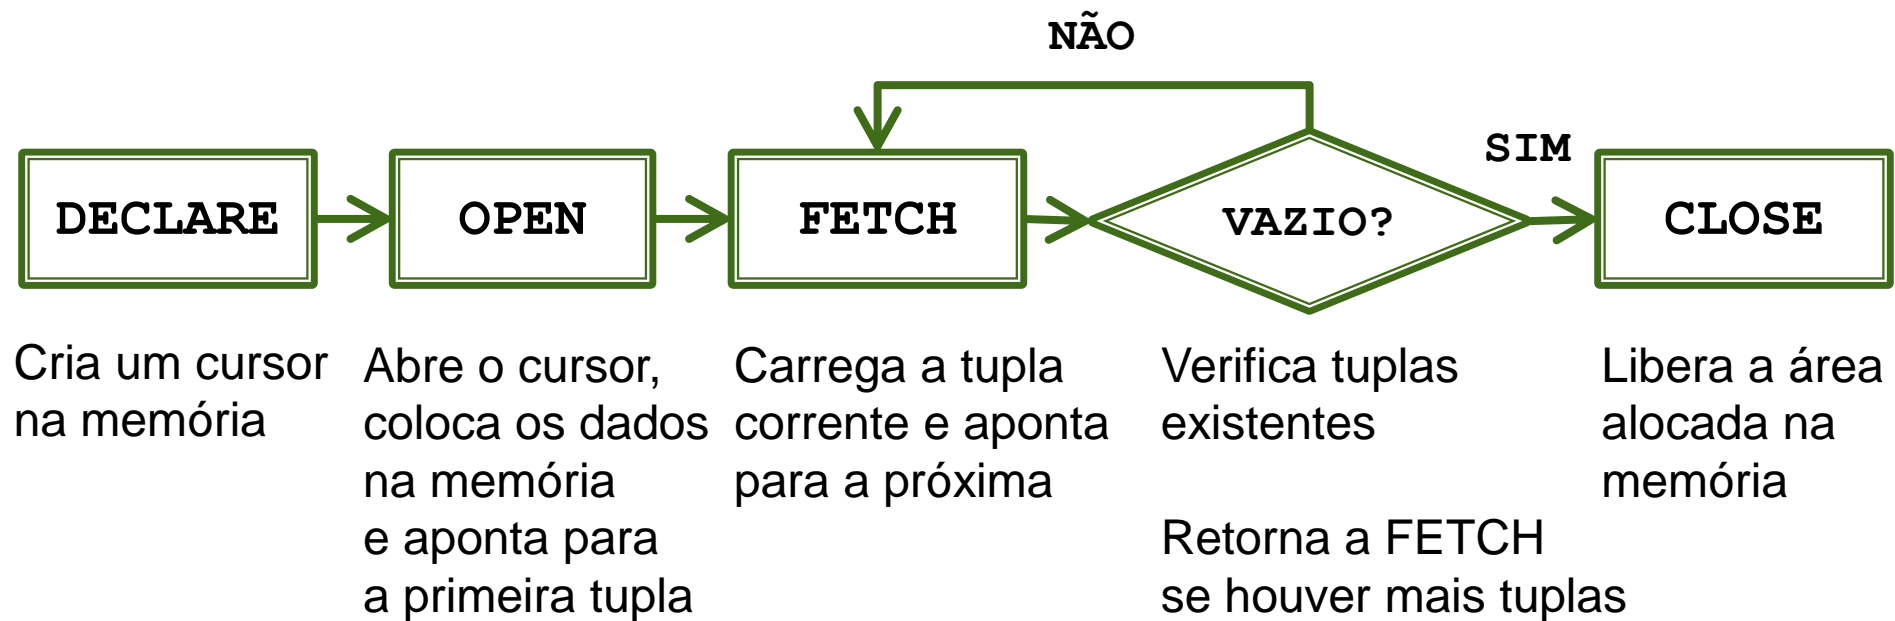 NÃO
SIM
DECLARE
OPEN
FETCH
VAZIO?
CLOSE
Cria um cursor
na memória
Abre o cursor,
coloca os dados
na memória
e aponta para
a primeira tupla
Carrega a tupla
corrente e aponta
para a próxima
Verifica tuplas
existentes
Retorna a FETCH
se houver mais tuplas
Libera a área
alocada na
memória